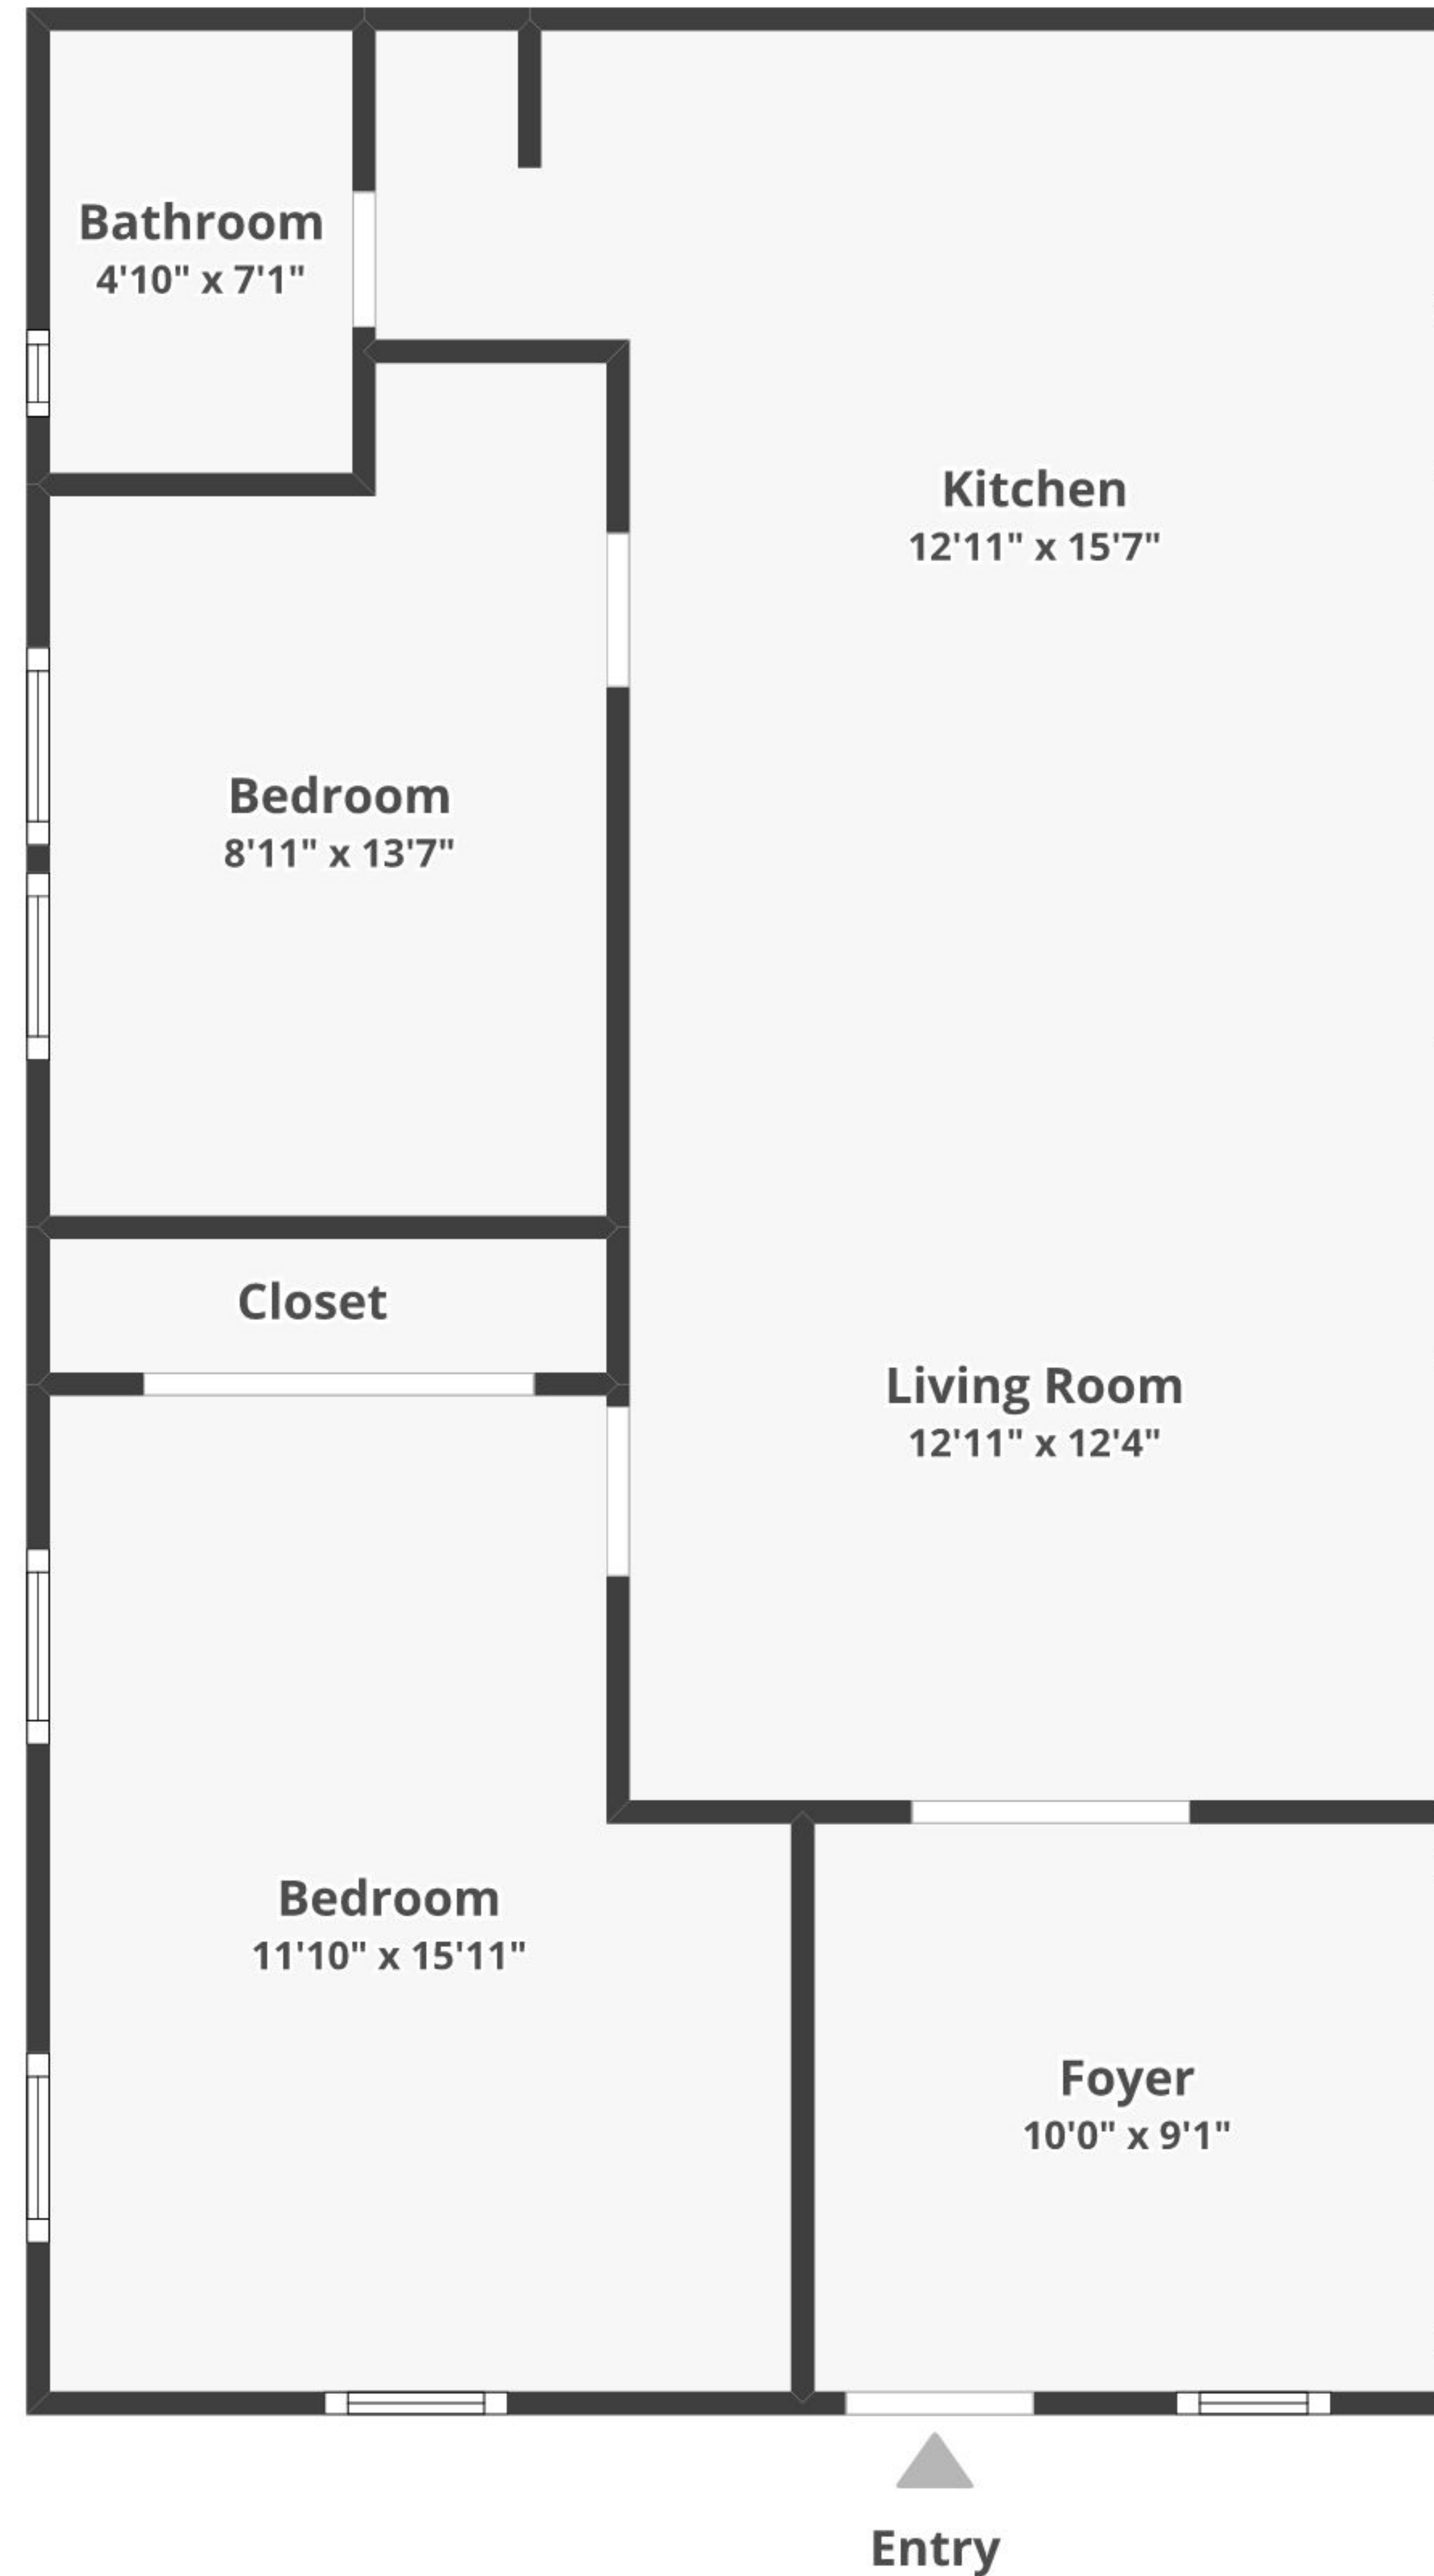 Bathroom
4'10" x 7'1"
Kitchen
12'11" x 15'7"
Bedroom
8'11" x 13'7"
Closet
Living Room
12'11" x 12'4"
Bedroom
11'10" x 15'11"
Foyer
10'0" x 9'1"
Entry